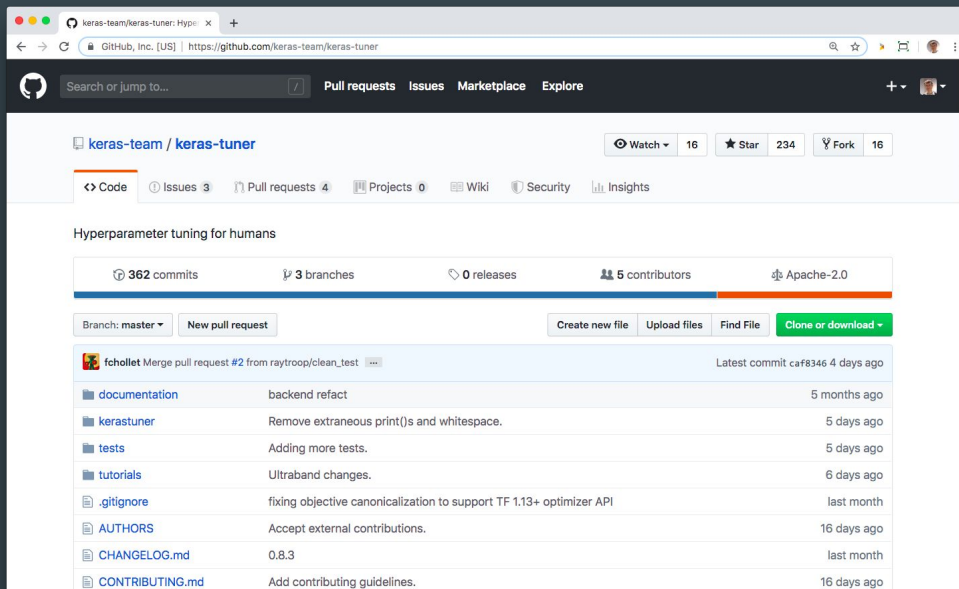 keras-team/keras-tuner: Hype
GitHub, Inc. [US] | https://github.com/keras-team/keras-tuner
Search or jump to... / Pull requests Issues Marketplace Explore
keras-team / keras-tuner Watch 16 Star 234 Fork 16
Code Issues 3 Pull requests 4 Projects 0 Wiki Security Insights
Hyperparameter tuning for humans
362 commits 3 branches 0 releases 5 contributors Apache-2.0
Branch: master New pull request Create new file Upload files Find File Clone or download
fchollet Merge pull request #2 from raytroop/clean_test ... Latest commit caf8346 4 days ago
documentation backend refact 5 months ago
kerastuner Remove extraneous print()s and whitespace. 5 days ago
tests Adding more tests. 5 days ago
tutorials Ultraband changes. 6 days ago
.gitignore fixing objective canonicalization to support TF 1.13+ optimizer API last month
AUTHORS Accept external contributions. 16 days ago
CHANGELOG.md 0.8.3 last month
CONTRIBUTING.md Add contributing guidelines. 16 days ago